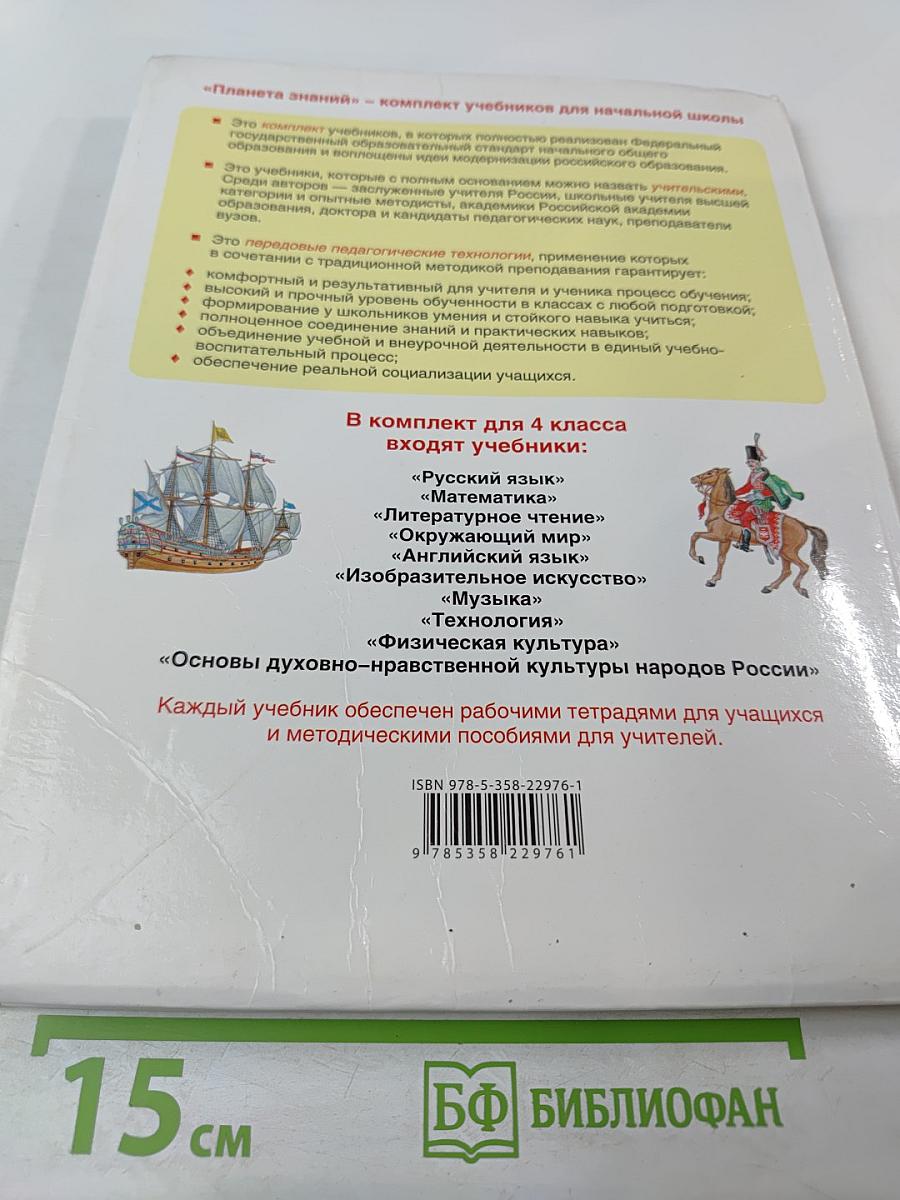 «Планета знаний» – комплект учебников для начальной школы
Это комплект учебников, в которых полностью реализован Федеральный
государственный образовательный стандарт начального общего
образования и воплощены идеи модернизации российского образования.
Это учебники, которые с полным основанием можно назвать учительскими.
Среди авторов — заслуженные учителя России, школьные учителя высшей
категории и опытные методисты, академики Российской академии
образования, доктора и кандидаты педагогических наук, преподаватели
вузов.
Это передовые педагогические технологии, применение которых
в сочетании с традиционной методикой преподавания гарантирует:
комфортный и результативный для учителя и ученика процесс обучения;
высокий и прочный уровень обученности в классах с любой подготовкой;
формирование у школьников умения и стойкого навыка учиться;
полноценное соединение знаний и практических навыков;
объединение учебной и внеурочной деятельности в единый учебно-
воспитательный процесс;
обеспечение реальной социализации учащихся.
В комплект для 4 класса
входят учебники:
«Русский язык»
«Математика»
«Литературное чтение»
«Окружающий мир»
«Английский язык»
«Изобразительное искусство»
«Музыка»
«Технология»
«Физическая культура»
«Основы духовно–нравственной культуры народов России»
Каждый учебник обеспечен рабочими тетрадями для учащихся
и методическими пособиями для учителей.
ISBN 978-5-358-22976-1
9 785358 229761
15 см
БФ БИБЛИОФАН